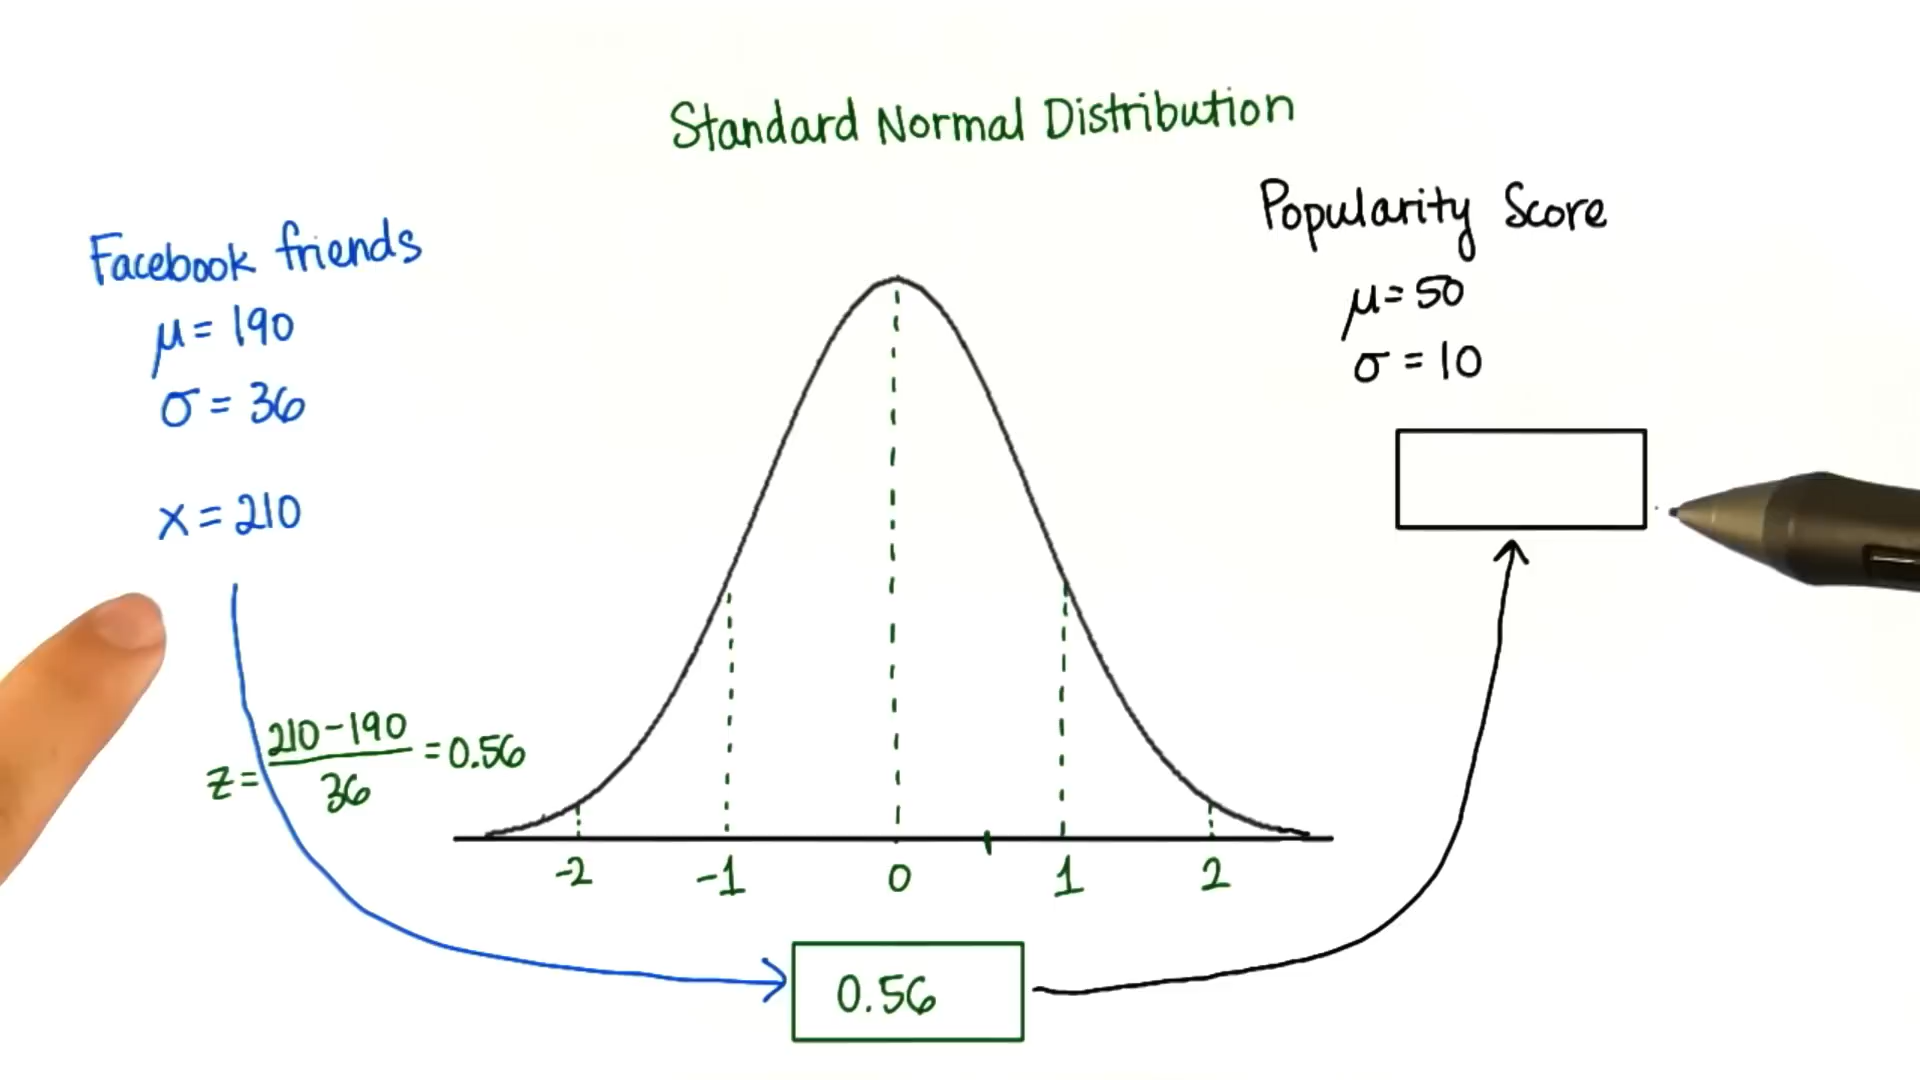 Standard Normal Distribution
Facebook friends
μ = 190
σ = 36
x = 210
z = 210-190 / 36 = 0.56
-2 -1 0 1 2
0.56
Popularity Score
μ = 50
σ = 10